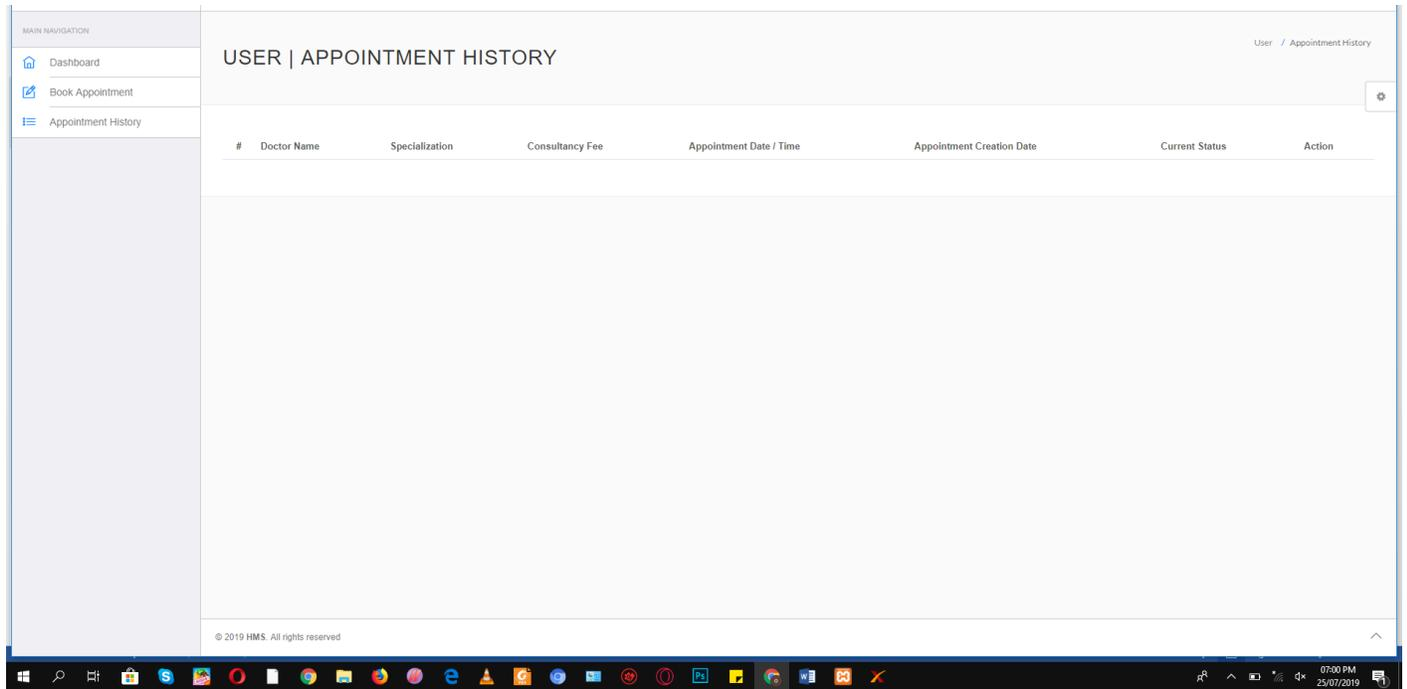 MAIN NAVIGATION
Dashboard
Book Appointment
Appointment History
USER | APPOINTMENT HISTORY
User / Appointment History
# Doctor Name Specialization Consultancy Fee Appointment Date / Time Appointment Creation Date Current Status Action
© 2019 HMS. All rights reserved
Ps
07:00 PM
25/07/2019